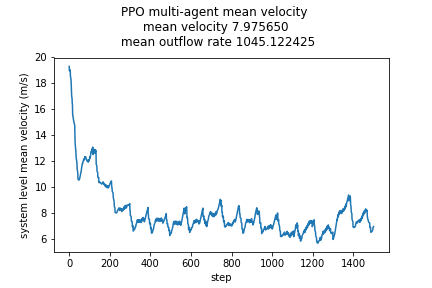 PPO multi-agent mean velocity
mean velocity 7.975650
mean outflow rate 1045.122425
system level mean velocity (m/s)
20
18
16
14
12
10
8
6
0 200 400 600 800 1000 1200 1400
step